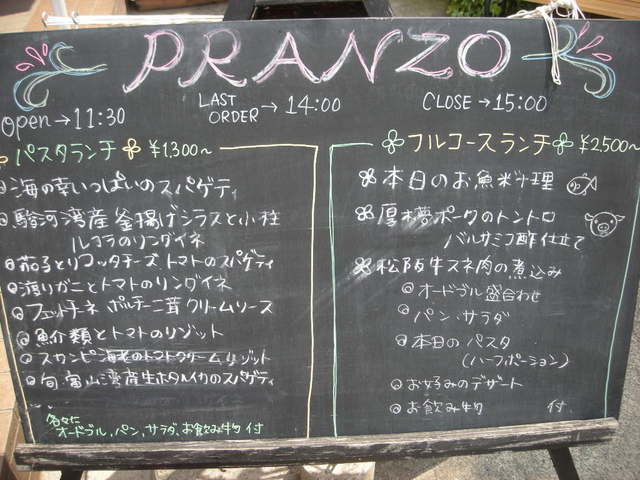 PRANZO
open→11:30
LAST ORDER →14:00
CLOSE→15:00
パスタランチ ¥1,300~
海の幸いっぱいのスパゲティ
駿河湾産釜揚げシラスと小柱
ルコラのリングイネ
茄子とリコッタチーズ、トマトのスパゲティ
渡りがにとトマトのリングイネ
フェットチーネ ポルチーニ茸クリームソース
魚介類とトマトのリゾット
スカンピ海老のトマトクリームリゾット
旬、富山湾産生ホタルイカのスパゲティ
各々に
オードブル、パン、サラダ、お飲み物 付
フルコースランチ ¥2,500~
本日のお魚料理
厚木夢ポークのトントロ
バルサミコ酢仕立て
松阪牛スネ肉の煮込み
オードブル盛合わせ
パン、サラダ
本日のパスタ
(ハーフポーション)
お好みのデザート
お飲み物 付